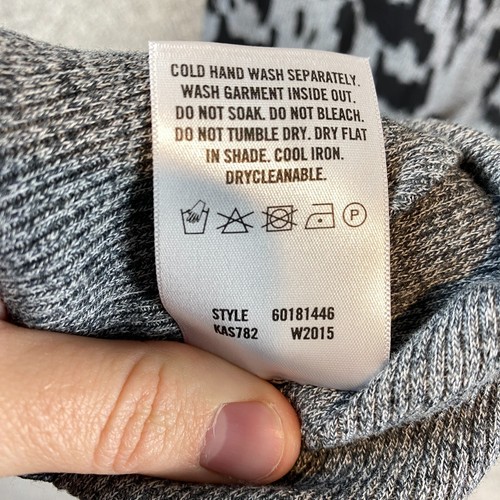 COLD HAND WASH SEPARATELY.
WASH GARMENT INSIDE OUT.
DO NOT SOAK. DO NOT BLEACH.
DO NOT TUMBLE DRY. DRY FLAT
IN SHADE. COOL IRON.
DRYCLEANABLE.
P
STYLE 60181446
KAS782 W2015